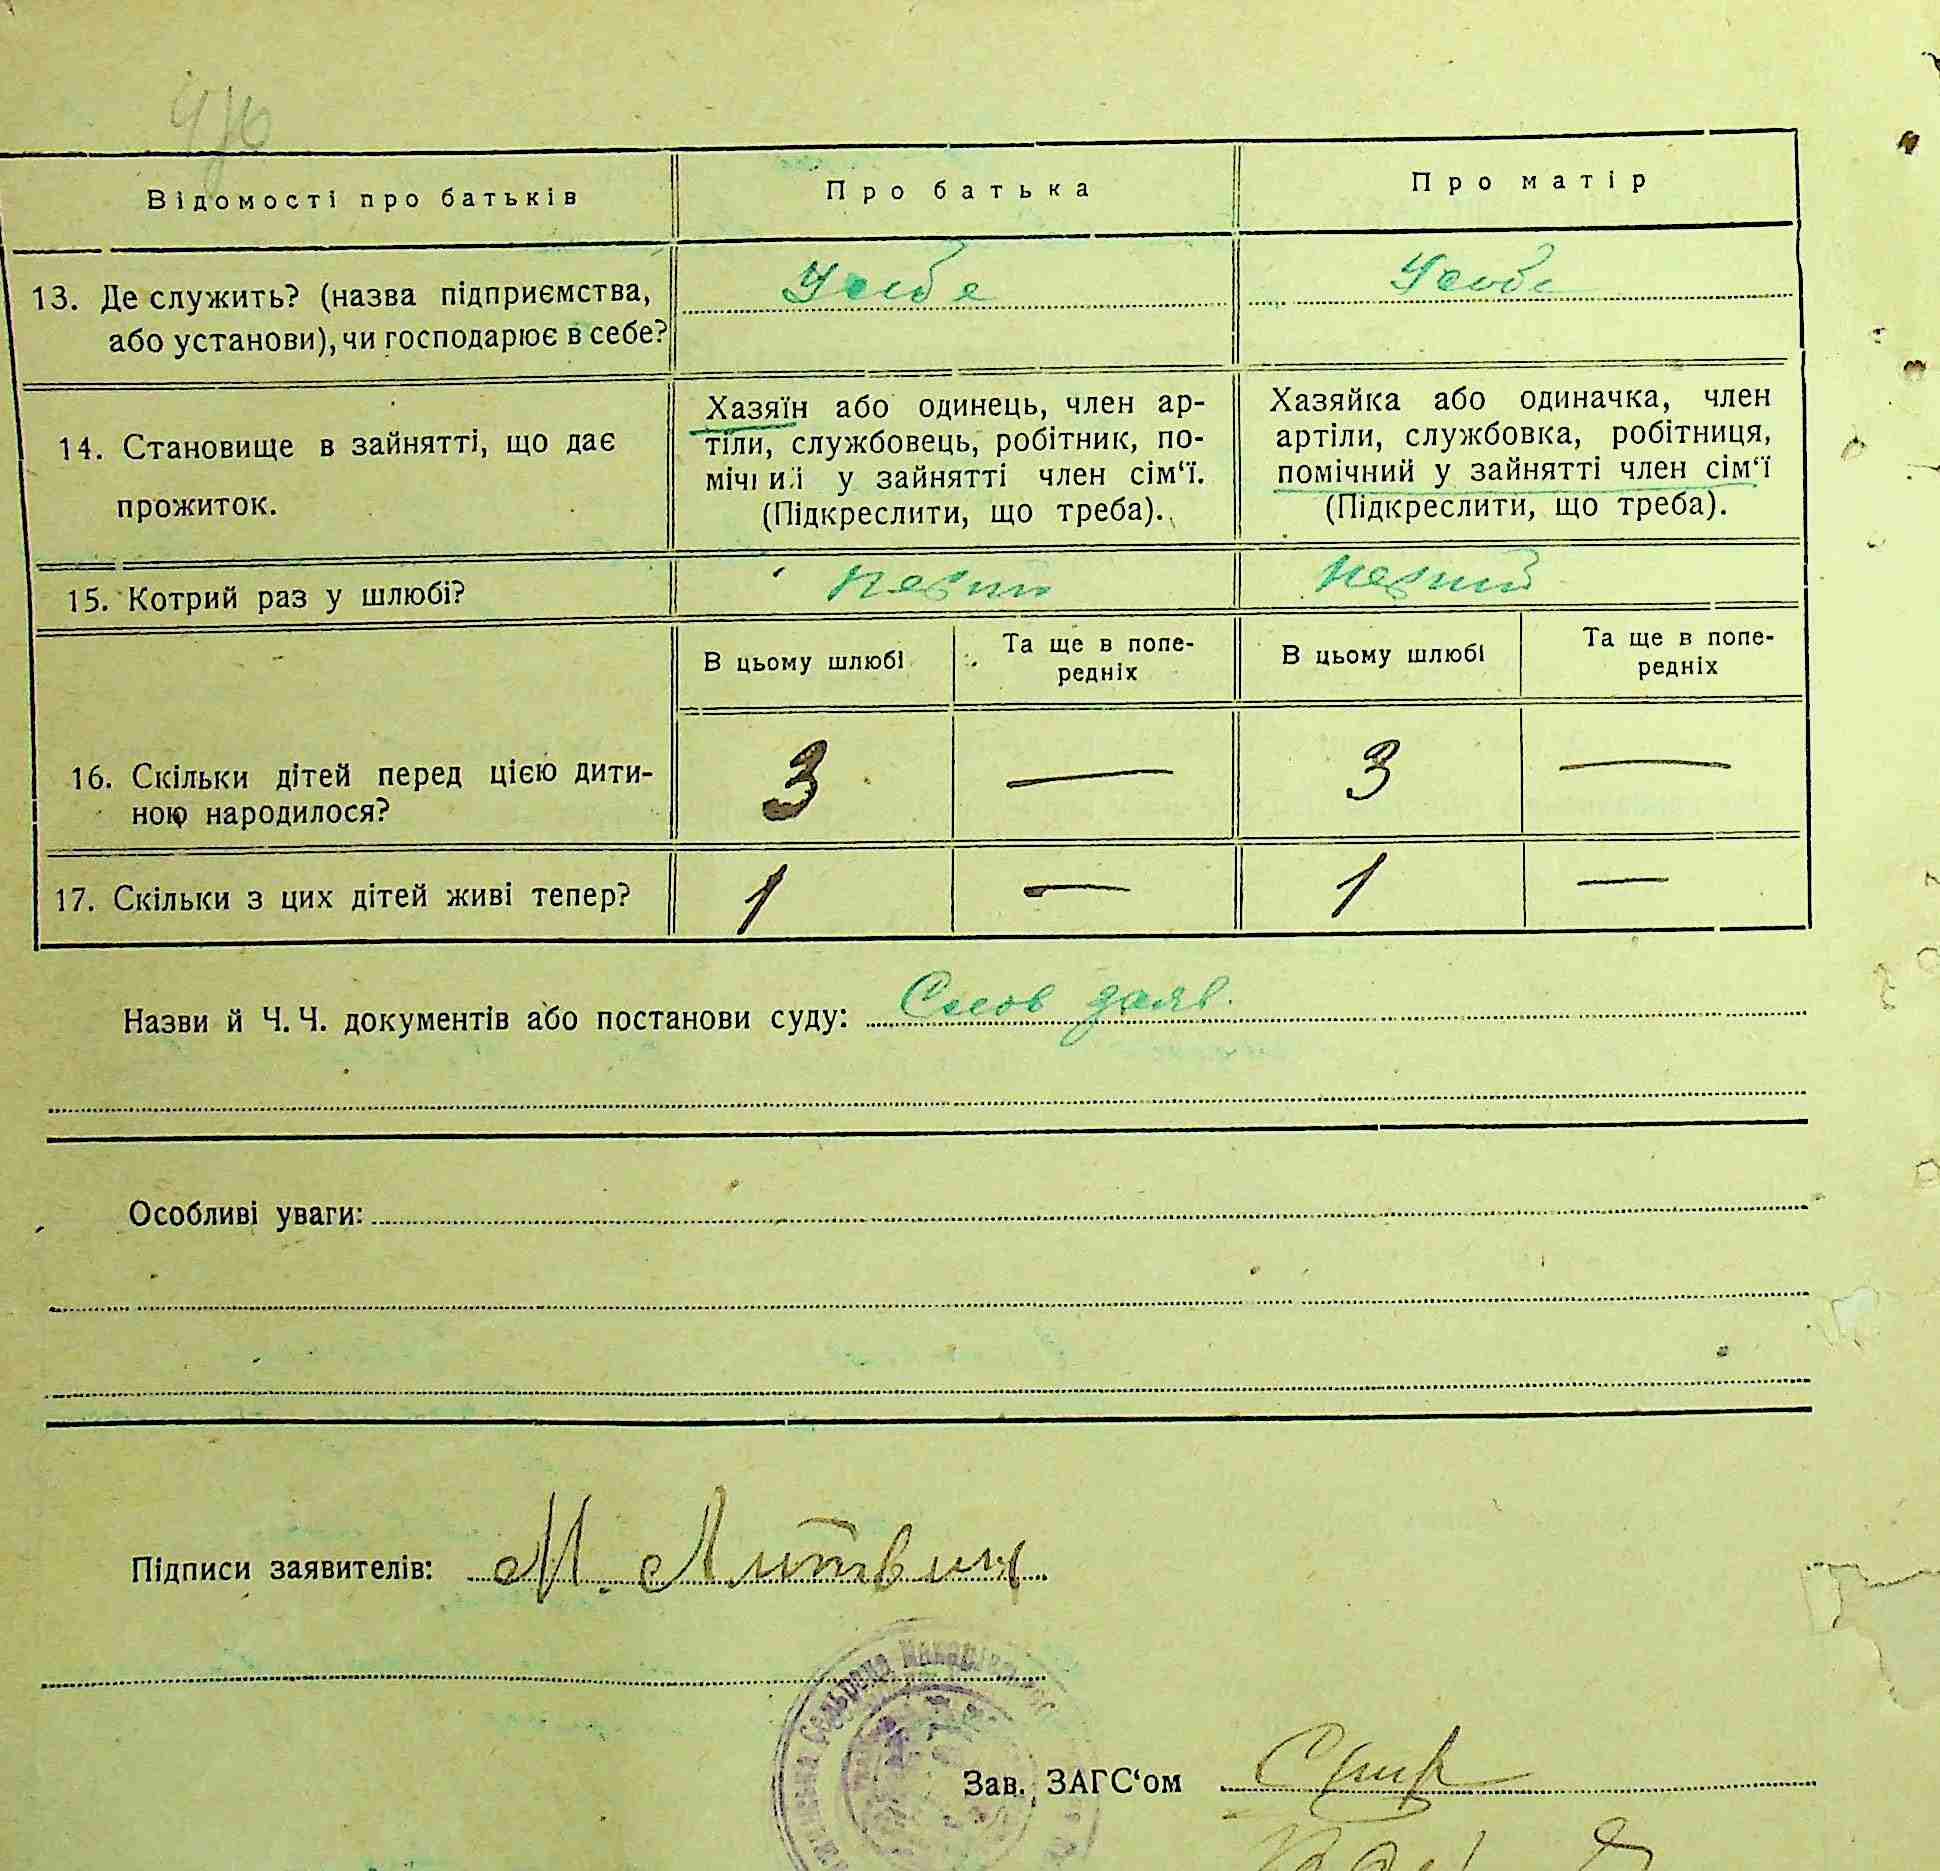 Відомості про батьків
Про батька
Про матір
13. Де служить? (назва підприємства,
або установи), чи господарює в себе?
У себе
У себе
14. Становище в зайнятті, що дає
прожиток.
Хазяїн або одинець, член ар-
тіли, службовець, робітник, по-
мічний у зайнятті член сім‘ї.
(Підкреслити, що треба).
Хазяйка або одиначка, член
артіли, службовка, робітниця,
помічний у зайнятті член сім‘ї
(Підкреслити, що треба).
15. Котрий раз у шлюбі?
перший
перший
В цьому шлюбі
Та ще в попе-
редніх
В цьому шлюбі
Та ще в попе-
редніх
16. Скільки дітей перед цією дити-
ною народилося?
3
—
3
—
17. Скільки з цих дітей живі тепер?
1
—
1
—
Назви й Ч. Ч. документів або постанови суду: Слов заяв.
Особливі уваги:
Підписи заявителів: М. Литвин
Сельрада
Зав. ЗАГС‘ом